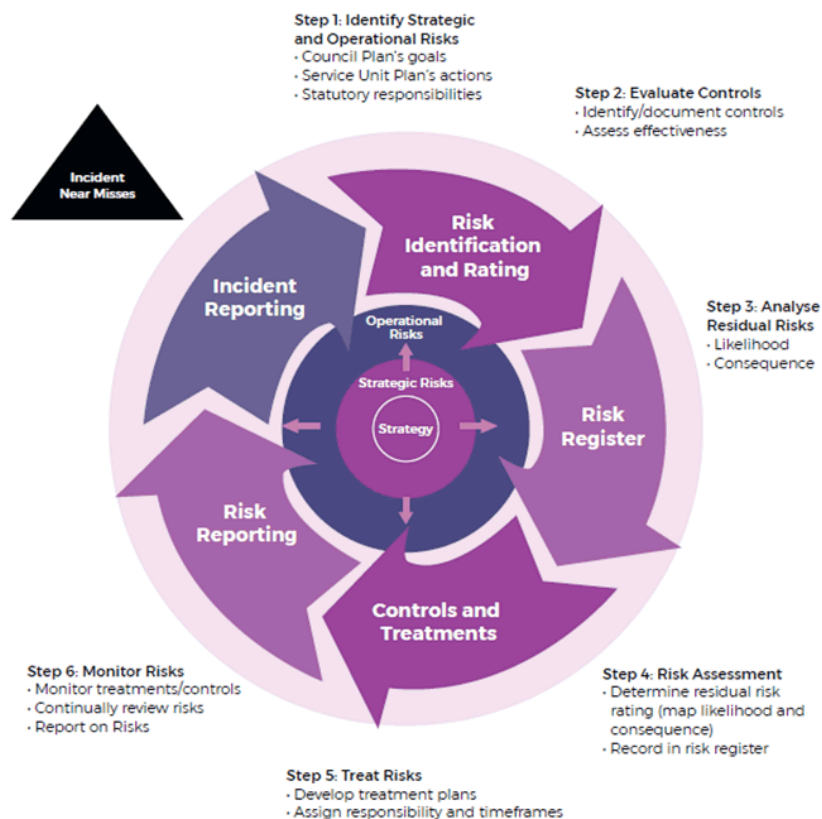 Step 1: Identify Strategic
and Operational Risks
• Council Plan's goals
• Service Unit Plan's actions
• Statutory responsibilities
Step 2: Evaluate Controls
• Identify/document controls
• Assess effectiveness
Incident
Near Misses
Risk
Identification
and Rating
Incident
Reporting
Operational
Risks
Step 3: Analyse
Residual Risks
• Likelihood
• Consequence
Strategic Risks
Strategy
Risk
Register
Risk
Reporting
Controls and
Treatments
Step 6: Monitor Risks
• Monitor treatments/controls
• Continually review risks
• Report on Risks
Step 4: Risk Assessment
• Determine residual risk
rating (map likelihood and
consequence)
• Record in risk register
Step 5: Treat Risks
• Develop treatment plans
• Assign responsibility and timeframes